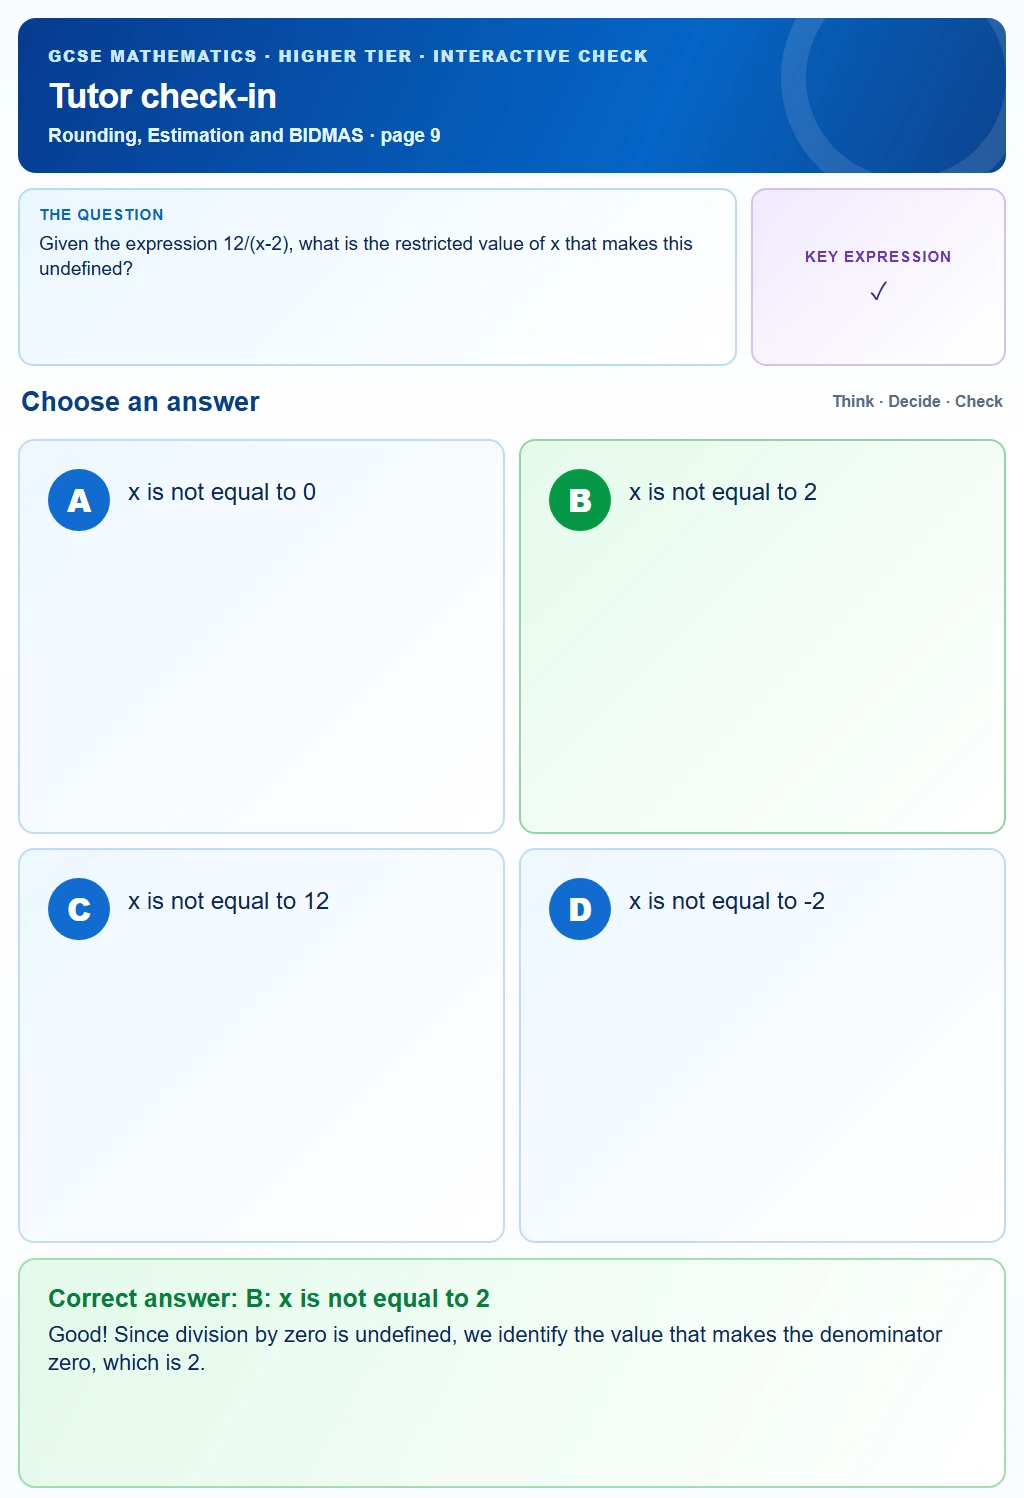 GCSE MATHEMATICS · HIGHER TIER · INTERACTIVE CHECK
Tutor check-in
Rounding, Estimation and BIDMAS · page 9
THE QUESTION
Given the expression 12/(x-2), what is the restricted value of x that makes this
undefined?
KEY EXPRESSION
✓
Choose an answer
Think · Decide · Check
A
x is not equal to 0
B
x is not equal to 2
C
x is not equal to 12
D
x is not equal to -2
Correct answer: B: x is not equal to 2
Good! Since division by zero is undefined, we identify the value that makes the denominator
zero, which is 2.